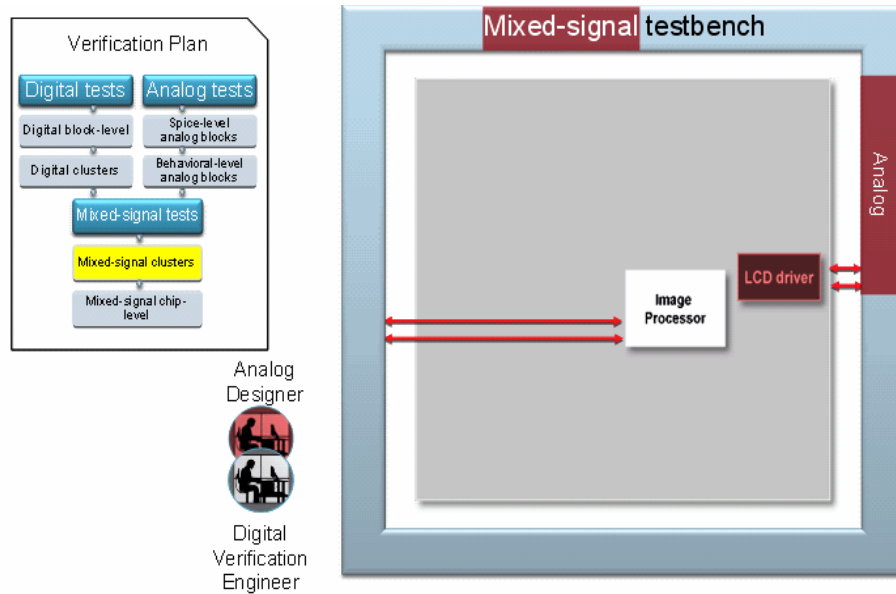 Verification Plan
Digital tests
Analog tests
Digital block-level
Spice-level
analog blocks
Digital clusters
Behavioral-level
analog blocks
Mixed-signal tests
Mixed-signal clusters
Mixed-signal chip-
level
Analog
Designer
Digital
Verification
Engineer
Mixed-signal testbench
Analog
LCD driver
Image
Processor